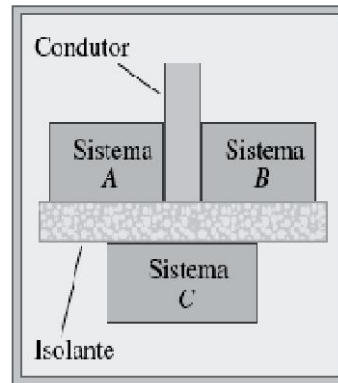 Condutor
Sistema
A
Sistema
B
Sistema
C
Isolante